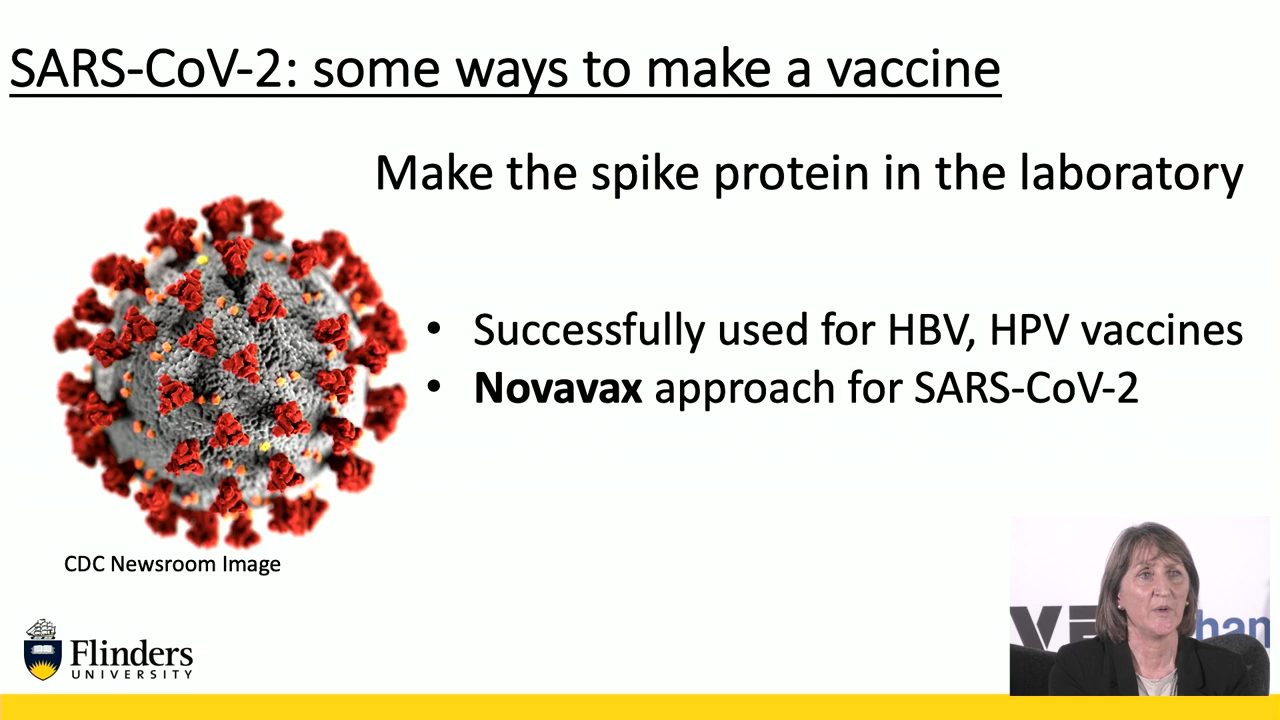 SARS-CoV-2: some ways to make a vaccine
Make the spike protein in the laboratory
• Successfully used for HBV, HPV vaccines
• Novavax approach for SARS-CoV-2
CDC Newsroom Image
Flinders
UNIVERSITY